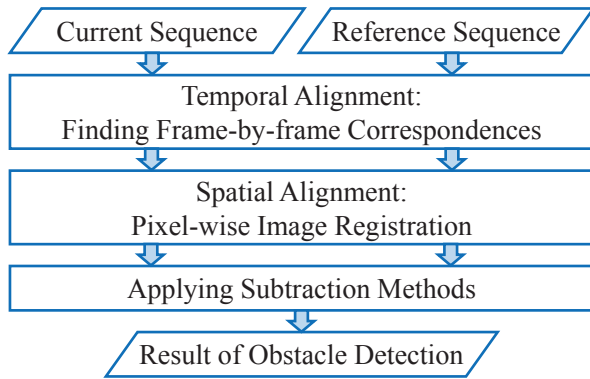 Current Sequence
Reference Sequence
Temporal Alignment:
Finding Frame-by-frame Correspondences
Spatial Alignment:
Pixel-wise Image Registration
Applying Subtraction Methods
Result of Obstacle Detection